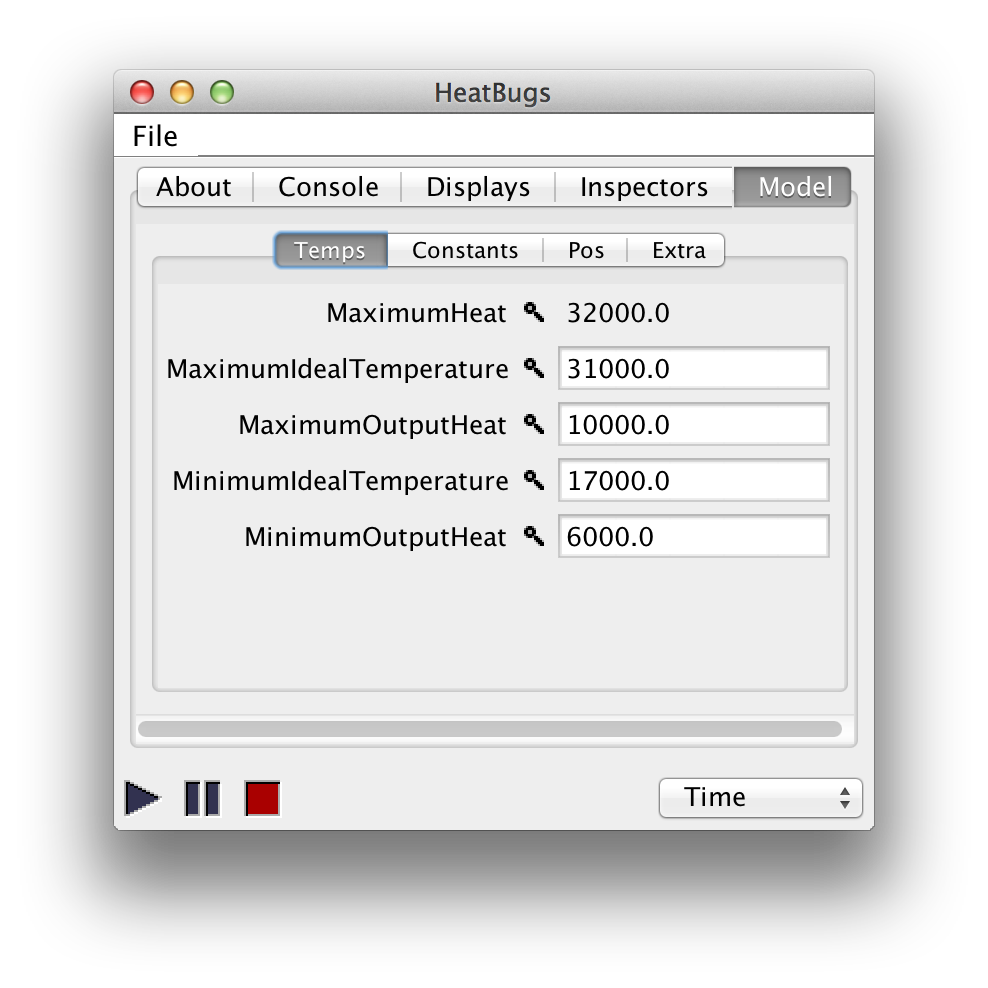 HeatBugs
File
About Console Displays Inspectors Model
Temps Constants Pos Extra
MaximumHeat 32000.0
MaximumIdealTemperature 31000.0
MaximumOutputHeat 10000.0
MinimumIdealTemperature 17000.0
MinimumOutputHeat 6000.0
Time